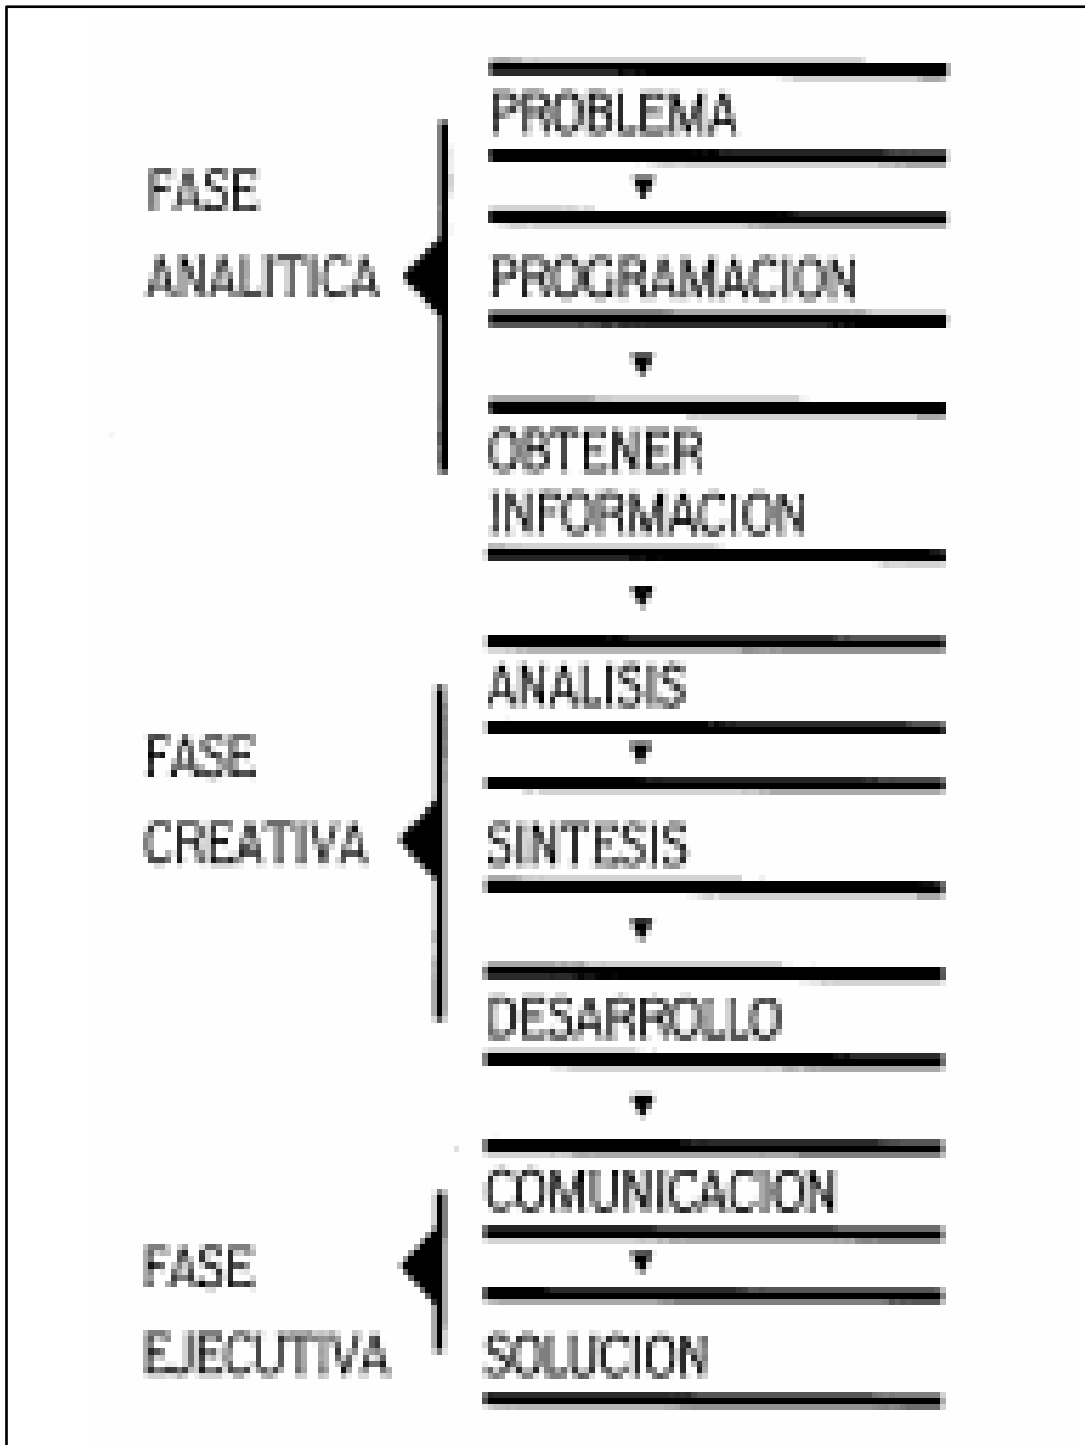 PROBLEMA
FASE
ANALITICA
PROGRAMACION
OBTENER
INFORMACION
ANALISIS
FASE
CREATIVA
SINTESIS
DESARROLLO
COMUNICACION
FASE
EJECUTIVA
SOLUCION